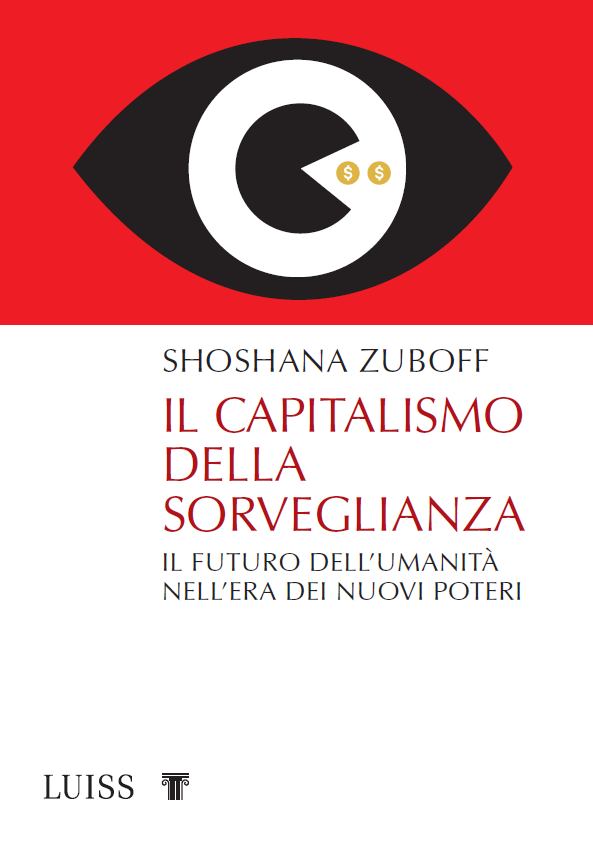 $ $
SHOSHANA ZUBOFF
IL CAPITALISMO
DELLA
SORVEGLIANZA
IL FUTURO DELL'UMANITÀ
NELL'ERA DEI NUOVI POTERI
LUISS